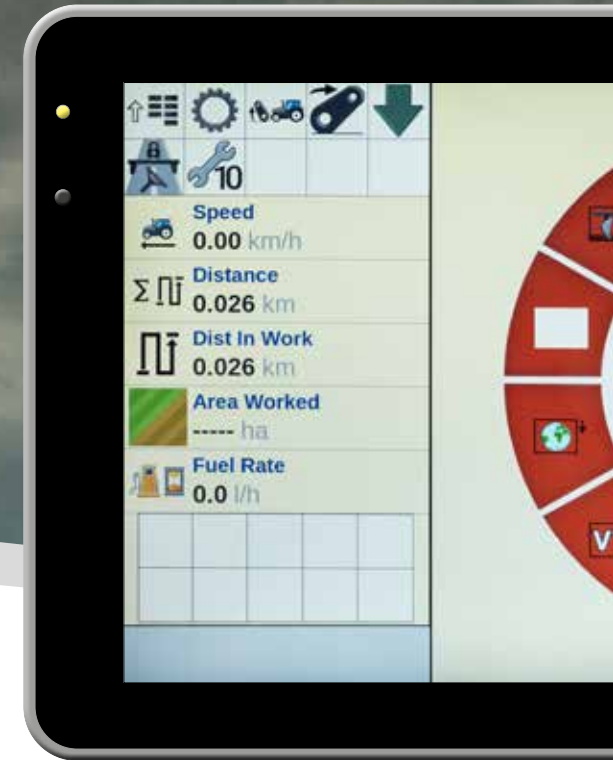 10
Speed
0.00 km/h
Distance
Σ
0.026 km
Dist In Work
0.026 km
Area Worked
----- ha
Fuel Rate
0.0 l/h
V